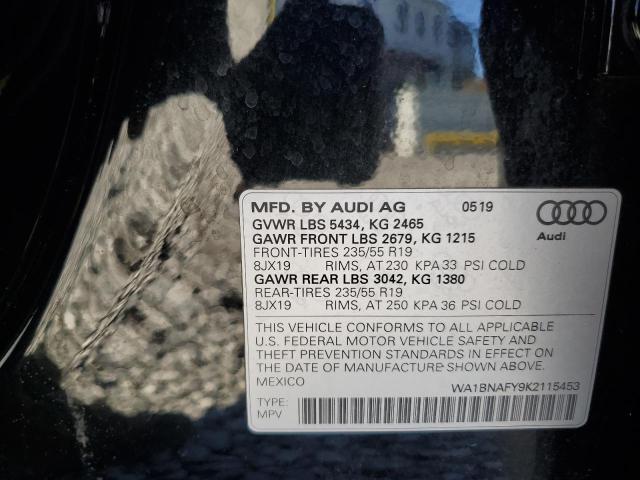 MFD. BY AUDI AG 0519
GVWR LBS 5434, KG 2465
GAWR FRONT LBS 2679, KG 1215
FRONT-TIRES 235/55 R19
8JX19 RIMS, AT 230 KPA 33 PSI COLD
GAWR REAR LBS 3042, KG 1380
REAR-TIRES 235/55 R19
8JX19 RIMS, AT 250 KPA 36 PSI COLD
Audi
THIS VEHICLE CONFORMS TO ALL APPLICABLE
U.S. FEDERAL MOTOR VEHICLE SAFETY AND
THEFT PREVENTION STANDARDS IN EFFECT ON
THE DATE OF MANUFACTURE SHOWN ABOVE.
MEXICO
WA1BNAFY9K2115453
TYPE:
MPV